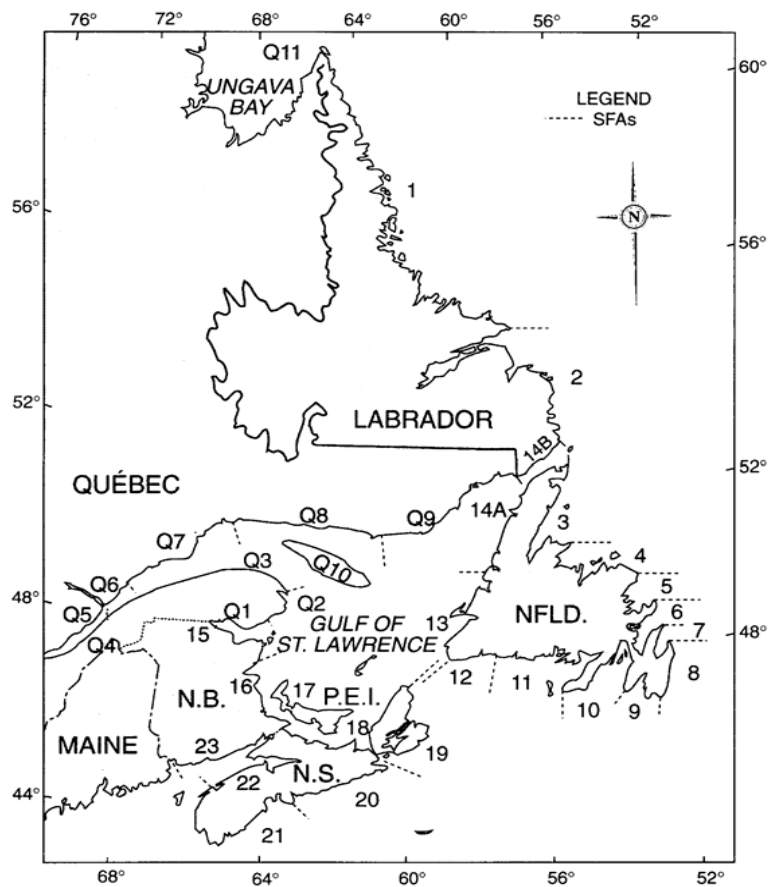 76° 72° 68° 64° 60° 56° 52°
Q11
UNGAVA
BAY
60°
LEGEND
SFAs
1
N
56°
56°
2
52°
LABRADOR
14B
52°
QUÉBEC
14A
Q8
Q9
3
Q7
Q3
Q10
4
Q6
5
Q5
48°
Q2
NFLD.
6
Q1
GULF OF
ST. LAWRENCE
13
7
48°
15
Q4
12
11
8
16
17
P.E.I.
10
9
N.B.
18
MAINE
23
19
N.S.
22
20
44°
44°
21
68° 64° 60° 56° 52°